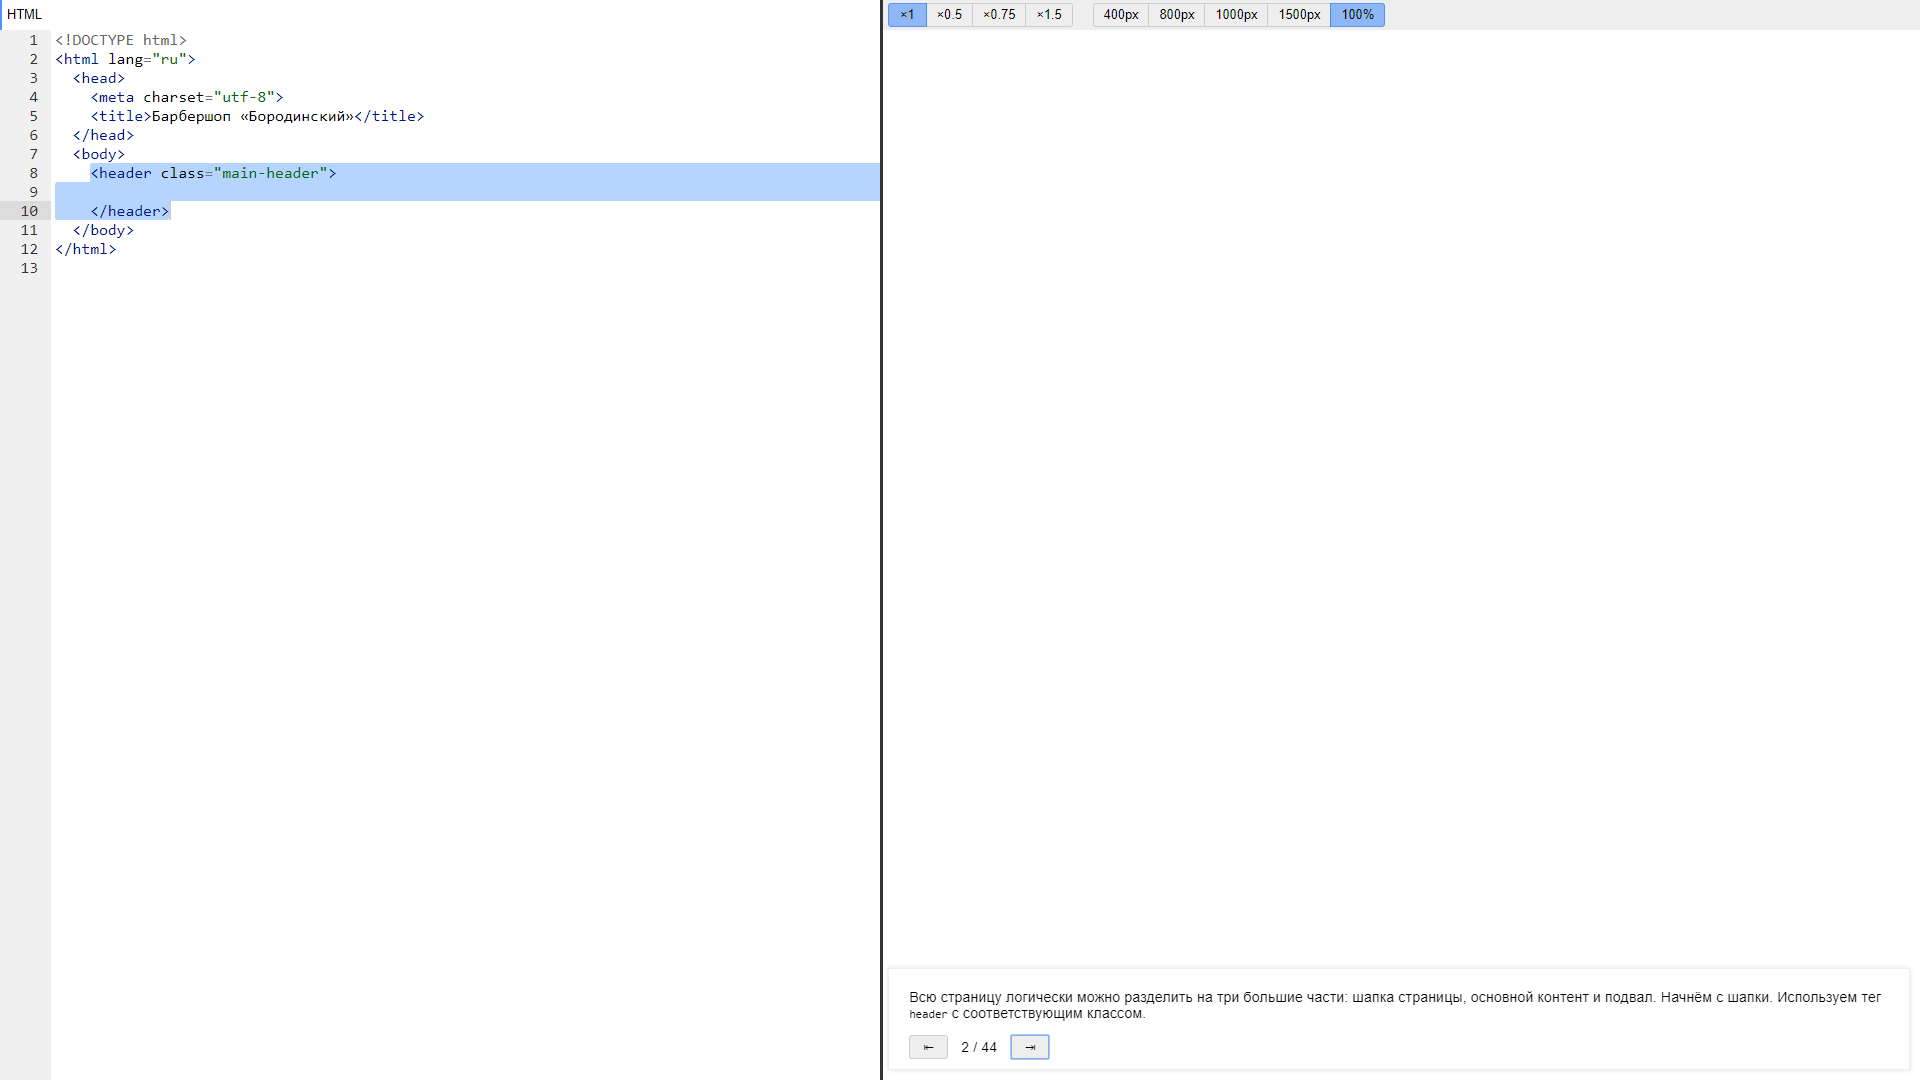 HTML
1 <!DOCTYPE html>
2 <html lang="ru">
3 <head>
4 <meta charset="utf-8">
5 <title>Барбершоп «Бородинский»</title>
6 </head>
7 <body>
8 <header class="main-header">
9
10 </header>
11 </body>
12 </html>
13
×1 ×0.5 ×0.75 ×1.5 400px 800px 1000px 1500px 100%
Всю страницу логически можно разделить на три большие части: шапка страницы, основной контент и подвал. Начнём с шапки. Используем тег
header с соответствующим классом.
⇤ 2 / 44 ⇥